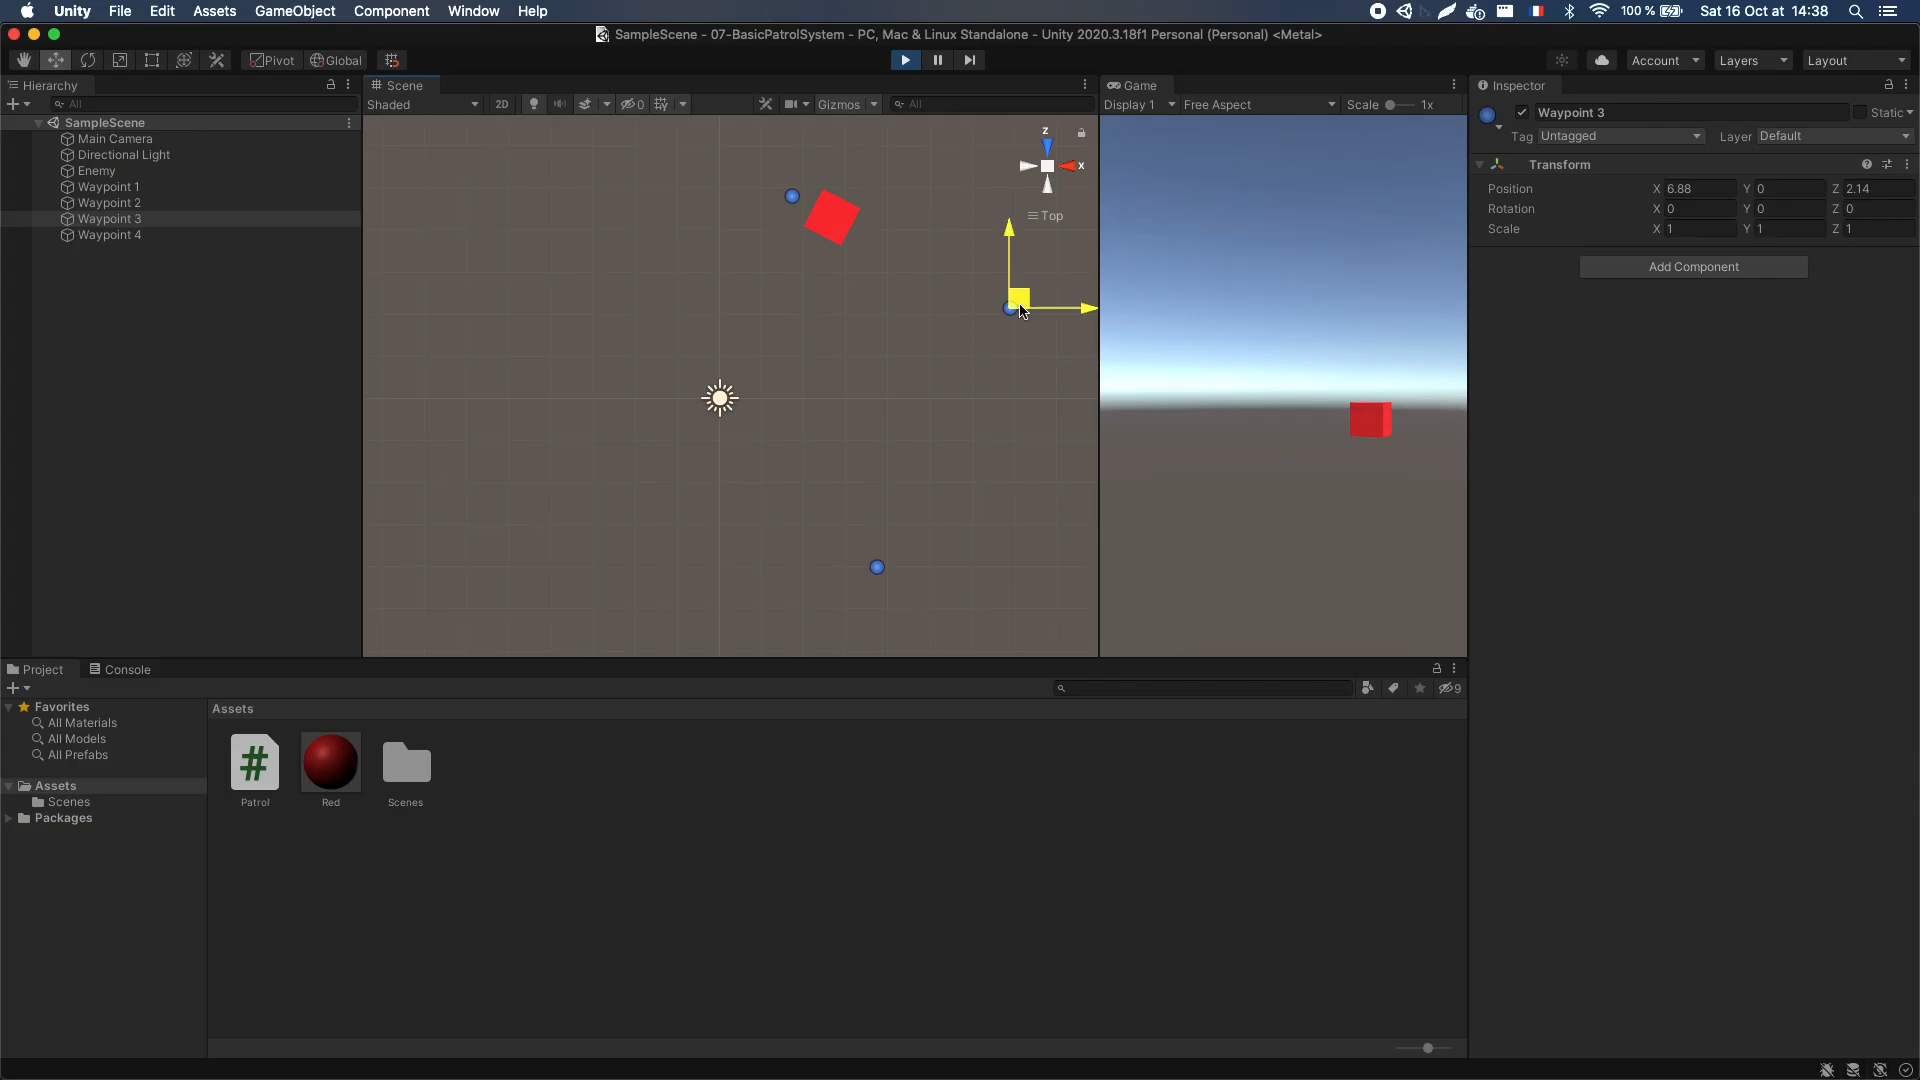 Unity File Edit Assets GameObject Component Window Help
100 % Sat 16 Oct at 14:38
SampleScene - 07-BasicPatrolSystem - PC, Mac & Linux Standalone - Unity 2020.3.18f1 Personal (Personal) <Metal>
Pivot Global
Account Layers Layout
Hierarchy
All
SampleScene
Main Camera
Directional Light
Enemy
Waypoint 1
Waypoint 2
Waypoint 3
Waypoint 4
Scene
Shaded 2D 0 Gizmos All
z
x
Top
Game
Display 1 Free Aspect Scale 1x
Inspector
Waypoint 3 Static
Tag Untagged Layer Default
Transform
Position X 6.88 Y 0 Z 2.14
Rotation X 0 Y 0 Z 0
Scale X 1 Y 1 Z 1
Add Component
Project Console
9
Favorites
All Materials
All Models
All Prefabs
Assets
Scenes
Packages
Assets
Patrol Red Scenes